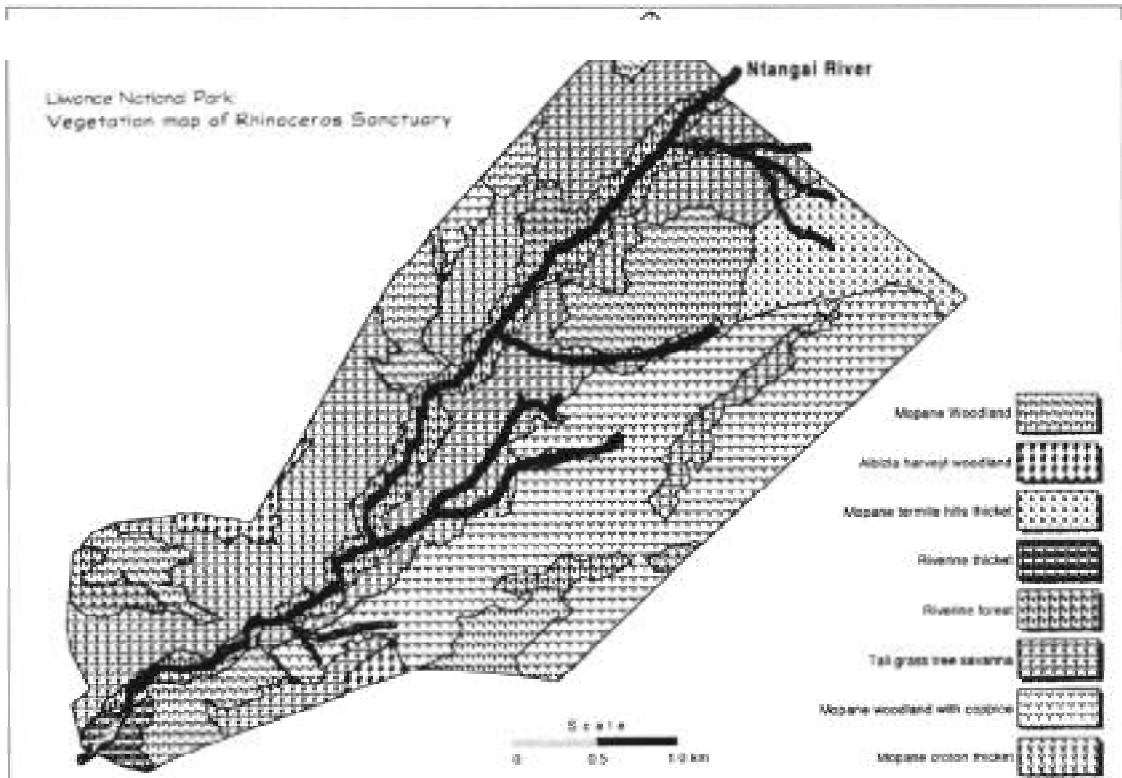 Ntangai River
Liwonce National Park
Vegetation map of Rhinoceros Sanctuary
Mopane Woodland
Albizia harveyi woodland
Mopane termite hills thicket
Riverine thicket
Riverine forest
Tall grass tree savanna
Mopane woodland with coppice
Mopane croton thicket
Scale
0 0.5 1.0 km